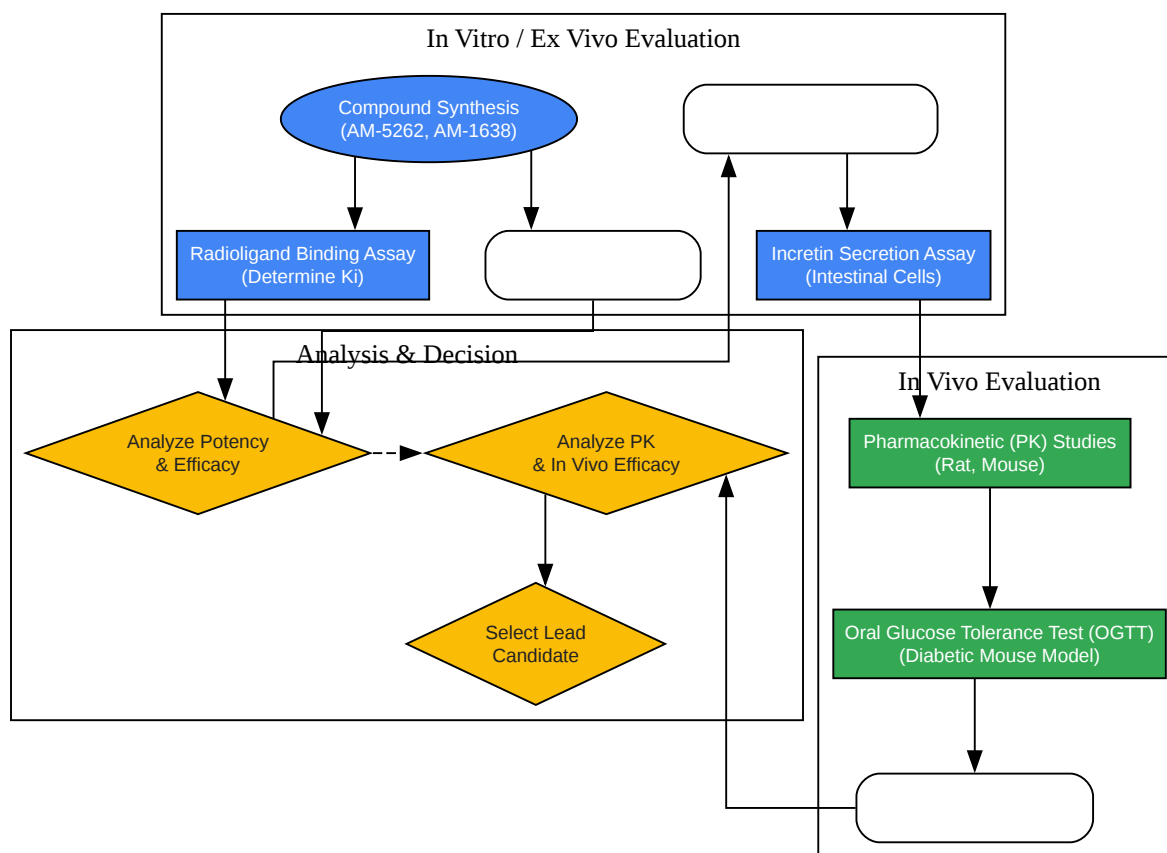 In Vitro / Ex Vivo Evaluation
Compound Synthesis
(AM-5262, AM-1638)
Radioligand Binding Assay
(Determine Ki)
Incretin Secretion Assay
(Intestinal Cells)
Analysis & Decision
In Vivo Evaluation
Analyze Potency
& Efficacy
Analyze PK
& In Vivo Efficacy
Pharmacokinetic (PK) Studies
(Rat, Mouse)
Select Lead
Candidate
Oral Glucose Tolerance Test (OGTT)
(Diabetic Mouse Model)